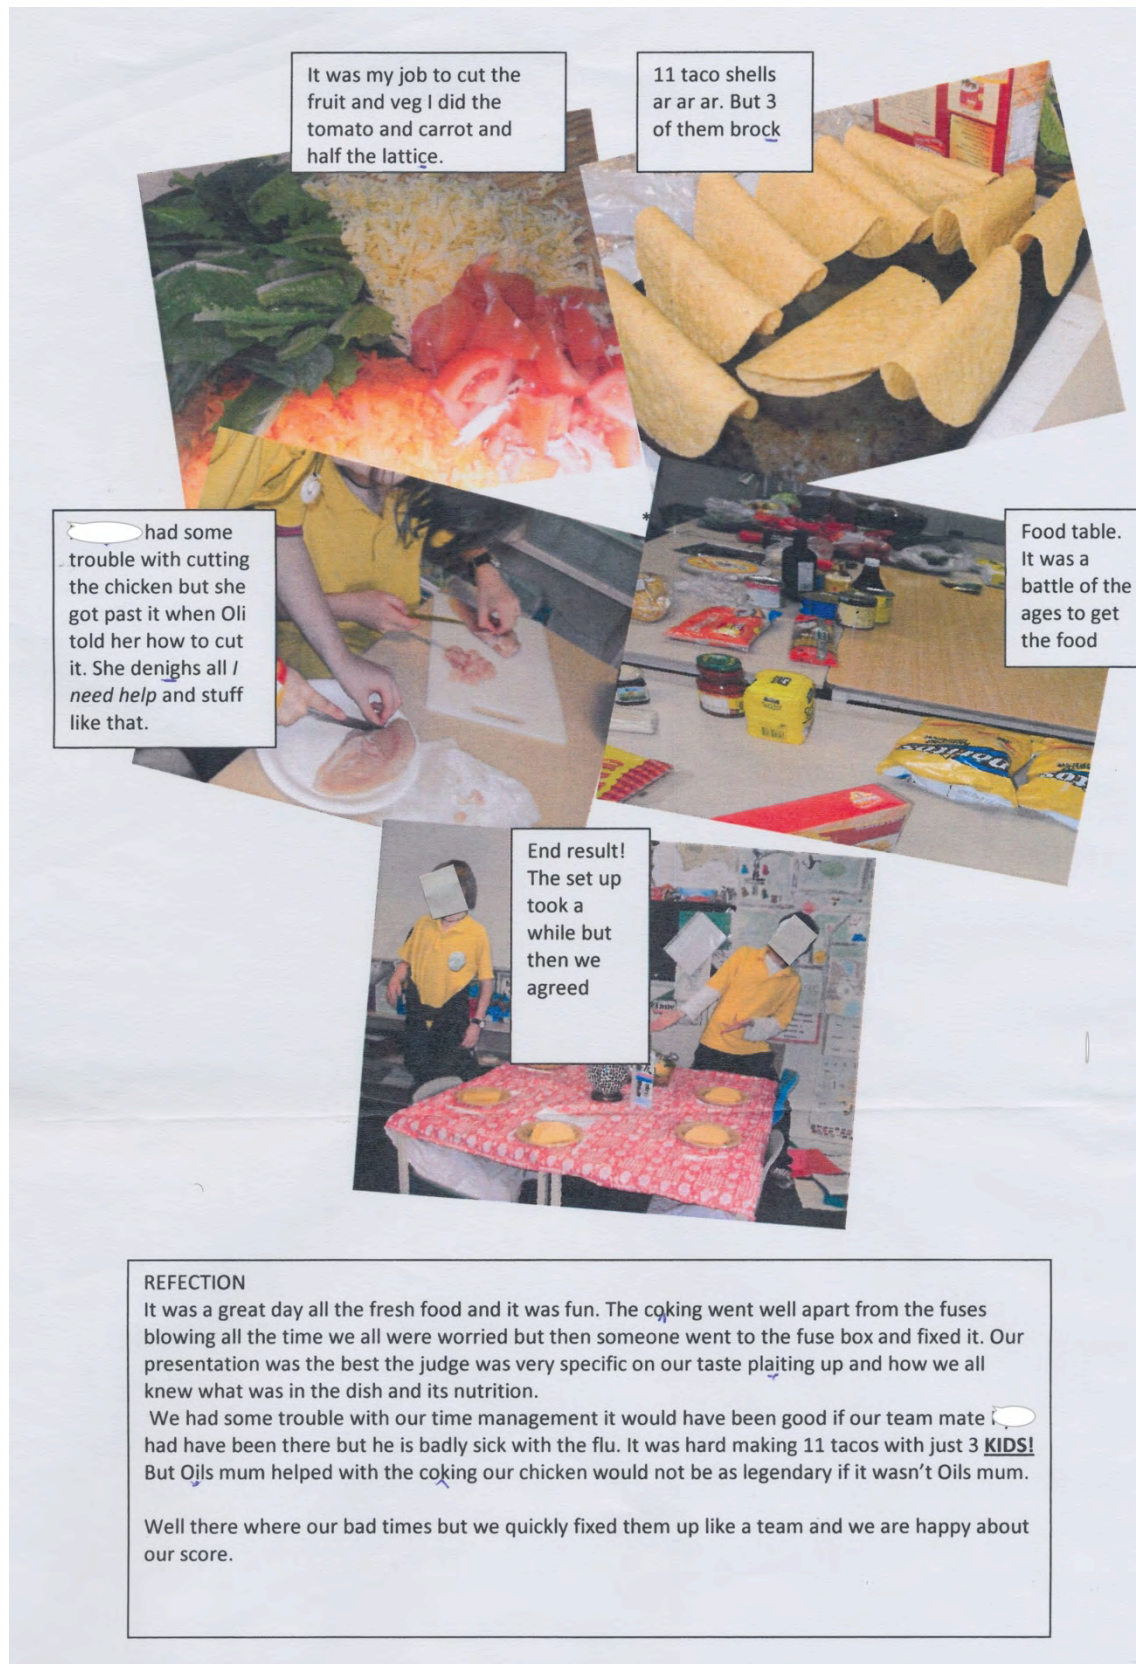 It was my job to cut the
fruit and veg I did the
tomato and carrot and
half the lattice.
11 taco shells
ar ar ar. But 3
of them brock
had some
trouble with cutting
the chicken but she
got past it when Oli
told her how to cut
it. She denighs all I
need help and stuff
like that.
*
Food table.
It was a
battle of the
ages to get
the food
Doritos
End result!
The set up
took a
while but
then we
agreed
REFECTION
It was a great day all the fresh food and it was fun. The coking went well apart from the fuses
blowing all the time we all were worried but then someone went to the fuse box and fixed it. Our
presentation was the best the judge was very specific on our taste plaiting up and how we all
knew what was in the dish and its nutrition.
We had some trouble with our time management it would have been good if our team mate
had have been there but he is badly sick with the flu. It was hard making 11 tacos with just 3 KIDS!
But Oils mum helped with the coking our chicken would not be as legendary if it wasn't Oils mum.
Well there where our bad times but we quickly fixed them up like a team and we are happy about
our score.